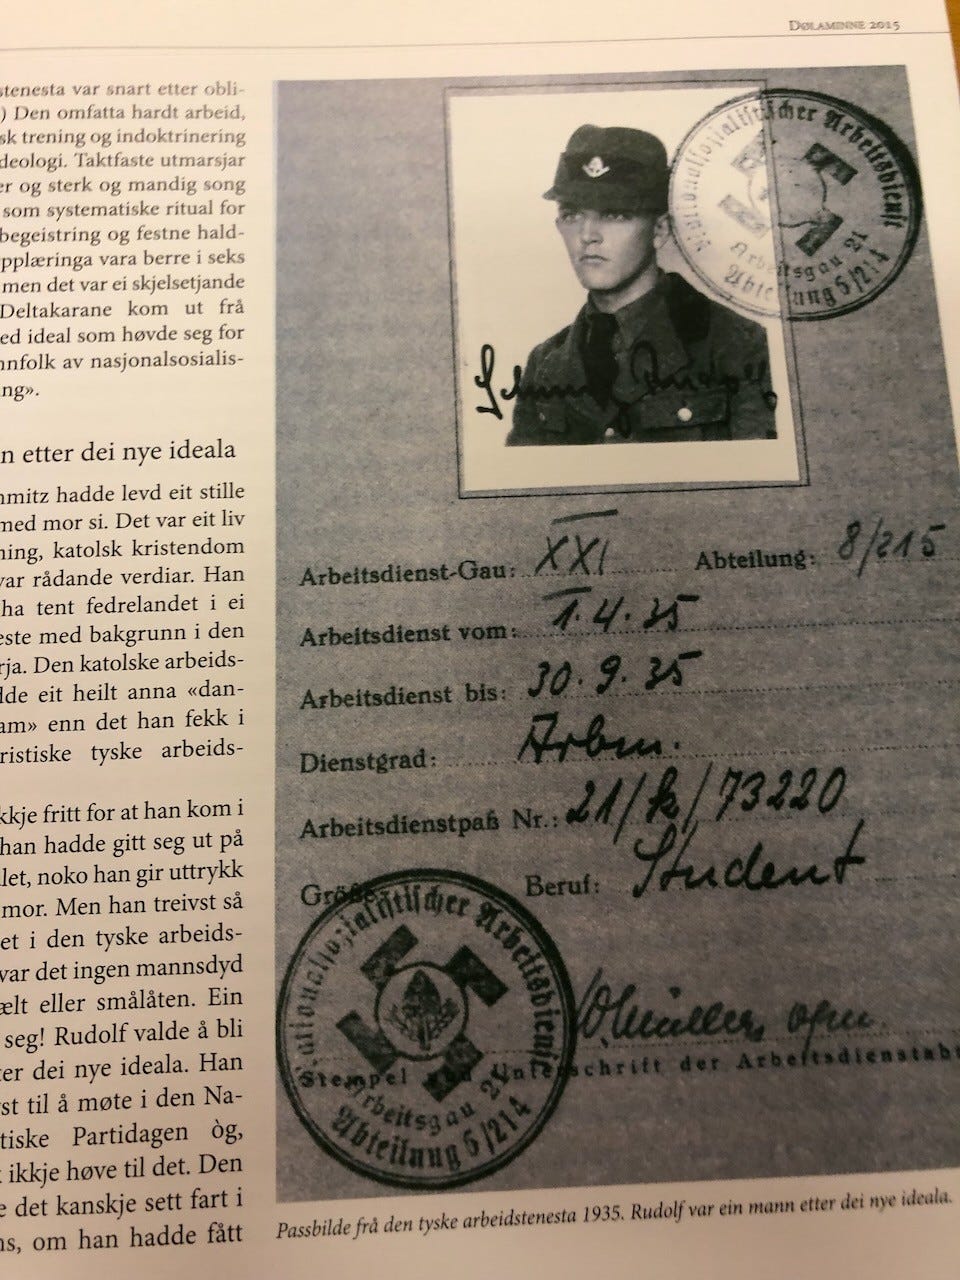 Dølaminne 2015
stenesta var snart etter obli-
) Den omfatta hardt arbeid,
sk trening og indoktrinering
deologi. Taktfaste utmarsjar
er og sterk og mandig song
som systematiske ritual for
begeistring og festne hald-
pplæringa vara berre i seks
men det var ei skjelsetjande
Deltakarane kom ut frå
ed ideal som høvde seg for
nnfolk av nasjonalsosialis-
ng».
n etter dei nye ideala
hmitz hadde levd eit stille
med mor si. Det var eit liv
ning, katolsk kristendom
var rådande verdiar. Han
ha tent fedrelandet i ei
este med bakgrunn i den
rja. Den katolske arbeids-
dde eit heilt anna «dan-
am» enn det han fekk i
ristiske tyske arbeids-
kkje fritt for at han kom i
han hadde gitt seg ut på
let, noko han gir uttrykk
mor. Men han treivst så
et i den tyske arbeids-
var det ingen mannsdyd
ælt eller smålåten. Ein
seg! Rudolf valde å bli
ter dei nye ideala. Han
st til å møte i den Na-
tiske Partidagen òg,
ikkje høve til det. Den
e det kanskje sett fart i
ns, om han hadde fått
Nationalsozialistischer Arbeitsdienst
Arbeitsgau 21
Abteilung 5/214
Arbeitsdienst-Gau: XXI Abteilung: 8/215
Arbeitsdienst vom: 1.4.35
Arbeitsdienst bis: 30.9.35
Dienstgrad: Arbm.
Arbeitsdienstpaß Nr.: 21/k/73220
Größe: Beruf: Student
Nationalsozialistischer Arbeitsdienst
Arbeitsgau 21
Abteilung 5/214
Stempel und Unterschrift der Arbeitsdienstabt
Passbilde frå den tyske arbeidstenesta 1935. Rudolf var ein mann etter dei nye ideala.